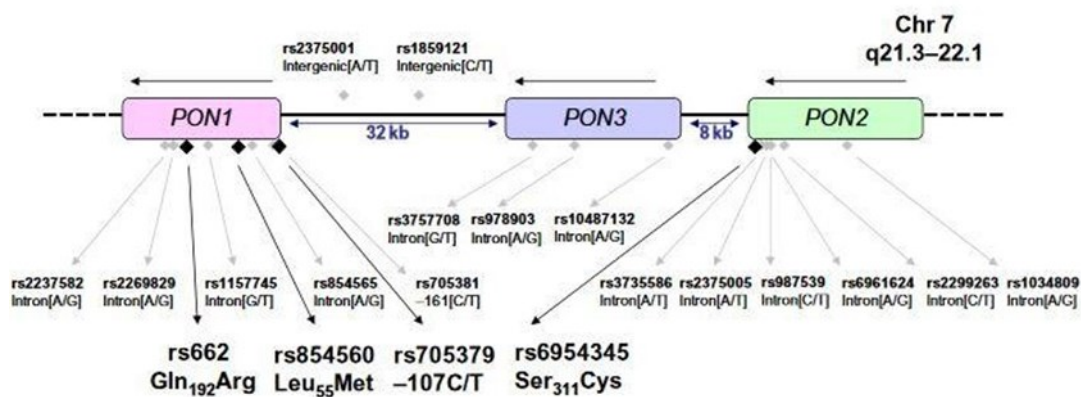 Chr 7
q21.3–22.1
rs2375001
Intergenic[A/T]
rs1859121
Intergenic[C/T]
PON1
PON3
PON2
32 kb
8 kb
rs3757708
Intron[G/T]
rs978903
Intron[A/G]
rs10487132
Intron[A/G]
rs2237582
Intron[A/G]
rs2269829
Intron[A/G]
rs1157745
Intron[G/T]
rs854565
Intron[A/G]
rs705381
–161[C/T]
rs3735586
Intron[A/T]
rs2375005
Intron[A/T]
rs987539
Intron[C/T]
rs6961624
Intron[A/G]
rs2299263
Intron[C/T]
rs1034809
Intron[A/G]
rs662
Gln192Arg
rs854560
Leu55Met
rs705379
–107C/T
rs6954345
Ser311Cys